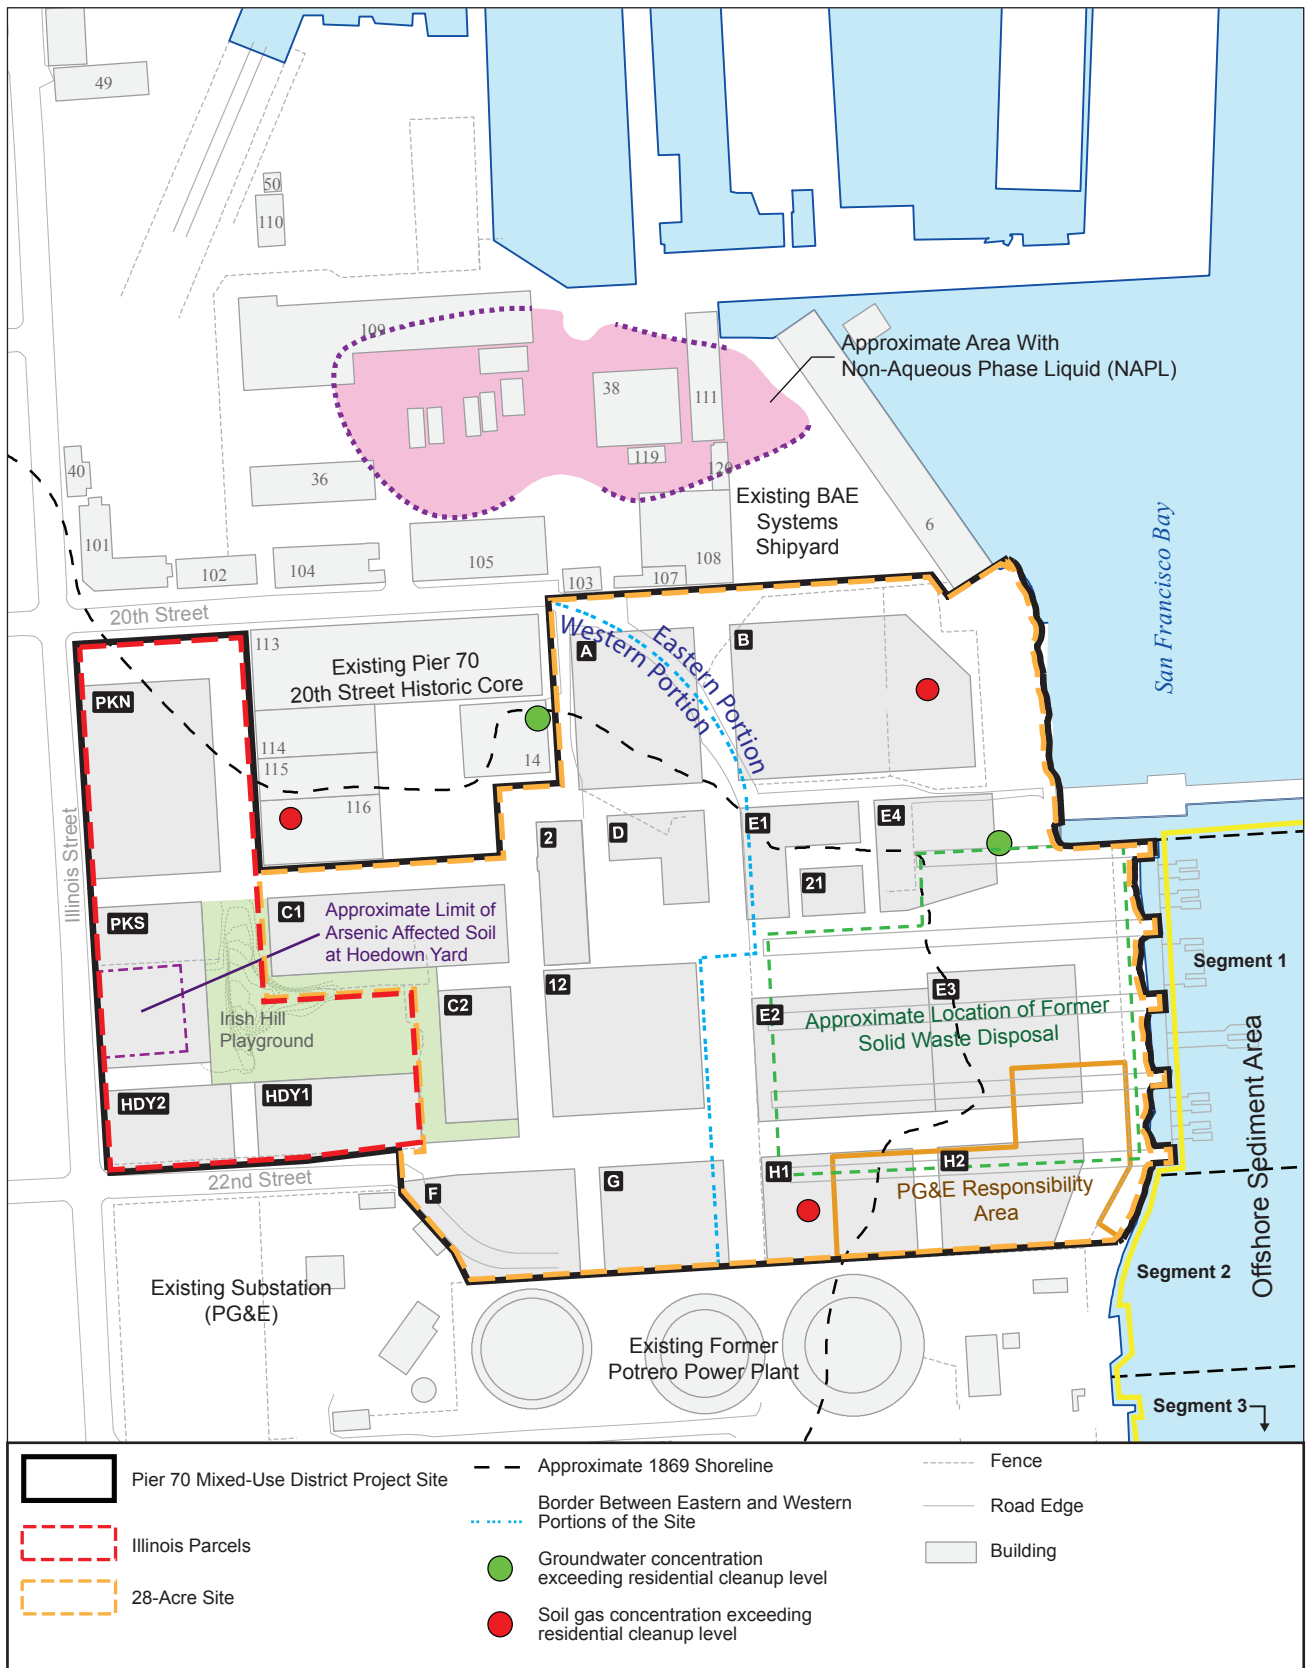 49
50
110
109
38
111
Approximate Area With
Non-Aqueous Phase Liquid (NAPL)
119
120
40
36
101
102
104
105
103
107
108
Existing BAE
Systems
Shipyard
6
San Francisco Bay
20th Street
113
Existing Pier 70
20th Street Historic Core
114
115
116
14
Western Portion
Eastern Portion
A
B
PKN
Illinois Street
2
D
E1
E4
21
PKS
C1
Approximate Limit of
Arsenic Affected Soil
at Hoedown Yard
Irish Hill
Playground
C2
12
E2
E3
Approximate Location of Former
Solid Waste Disposal
Segment 1
HDY2
HDY1
22nd Street
F
G
H1
H2
PG&E Responsibility
Area
Offshore Sediment Area
Segment 2
Existing Substation
(PG&E)
Existing Former
Potrero Power Plant
Segment 3
Pier 70 Mixed-Use District Project Site
Illinois Parcels
28-Acre Site
Approximate 1869 Shoreline
Border Between Eastern and Western
Portions of the Site
Groundwater concentration
exceeding residential cleanup level
Soil gas concentration exceeding
residential cleanup level
Fence
Road Edge
Building